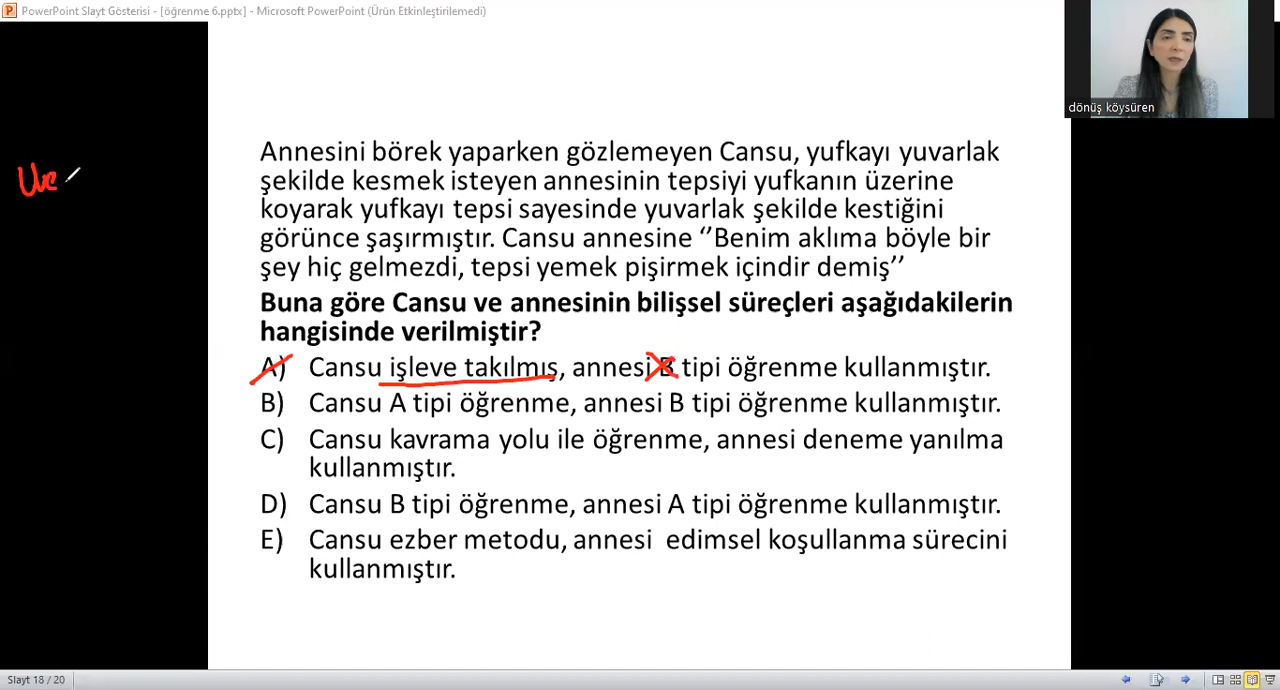 PowerPoint Slayt Gösterisi - [öğrenme 6.pptx] - Microsoft PowerPoint (Ürün Etkinleştirilemedi)
dönüş köysüren
Annesini börek yaparken gözlemeyen Cansu, yufkayı yuvarlak
şekilde kesmek isteyen annesinin tepsiyi yufkanın üzerine
koyarak yufkayı tepsi sayesinde yuvarlak şekilde kestiğini
görünce şaşırmıştır. Cansu annesine ‘’Benim aklıma böyle bir
şey hiç gelmezdi, tepsi yemek pişirmek içindir demiş’’
Buna göre Cansu ve annesinin bilişsel süreçleri aşağıdakilerin
hangisinde verilmiştir?
A) Cansu işleve takılmış, annesi B tipi öğrenme kullanmıştır.
B) Cansu A tipi öğrenme, annesi B tipi öğrenme kullanmıştır.
C) Cansu kavrama yolu ile öğrenme, annesi deneme yanılma
kullanmıştır.
D) Cansu B tipi öğrenme, annesi A tipi öğrenme kullanmıştır.
E) Cansu ezber metodu, annesi edimsel koşullanma sürecini
kullanmıştır.
Slayt 18 / 20